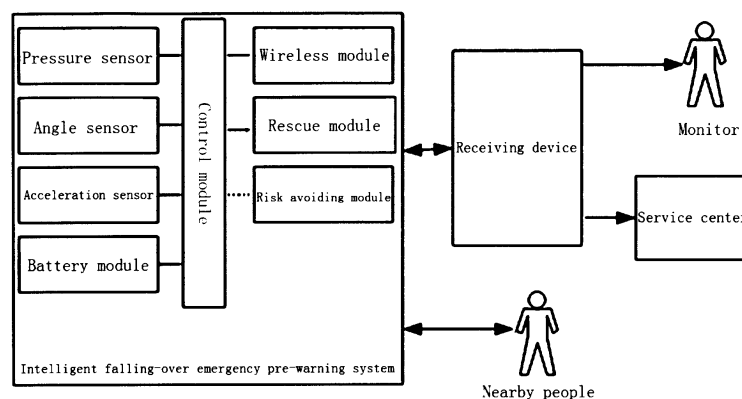 Pressure sensor
Angle sensor
Acceleration sensor
Battery module
Control module
Wireless module
Rescue module
Risk avoiding module
Intelligent falling-over emergency pre-warning system
Receiving device
Monitor
Service center
Nearby people